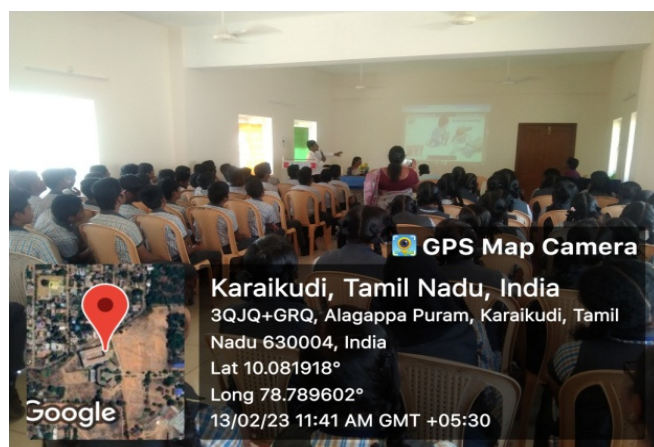 GPS Map Camera
Karaikudi, Tamil Nadu, India
3QJQ+GRQ, Alagappa Puram, Karaikudi, Tamil
Nadu 630004, India
Lat 10.081918°
Long 78.789602°
13/02/23 11:41 AM GMT +05:30
Google